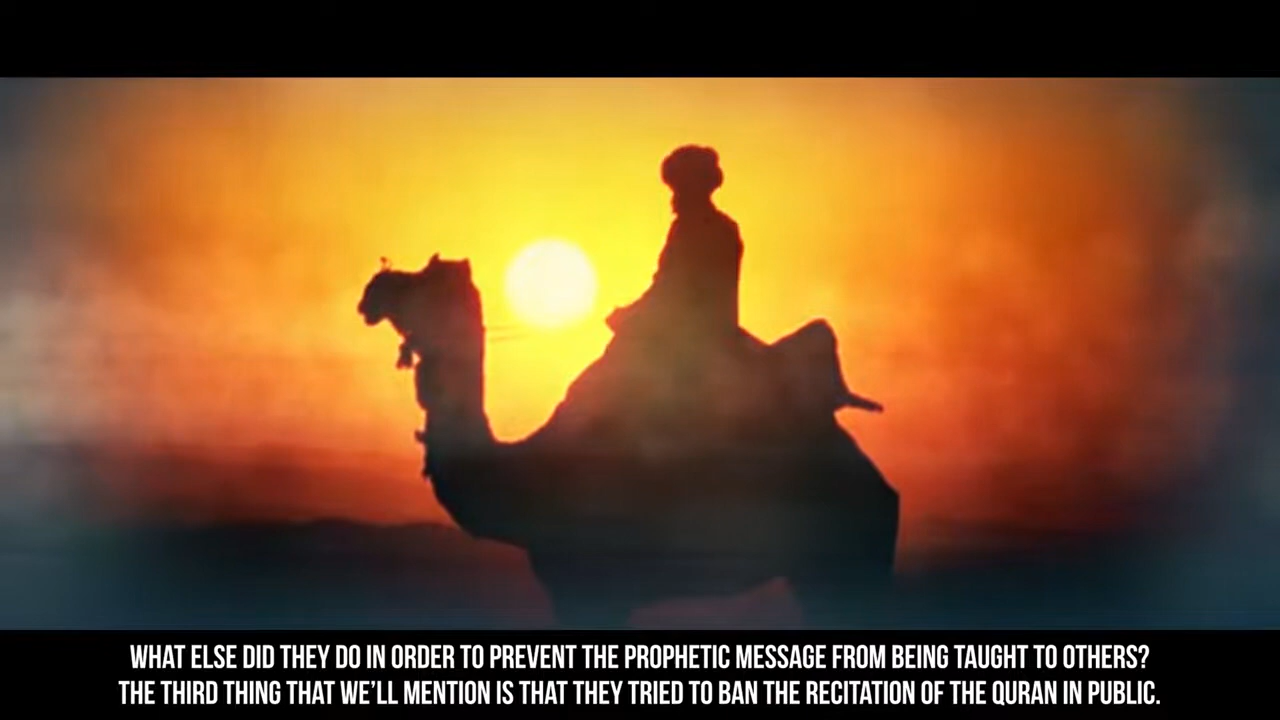 WHAT ELSE DID THEY DO IN ORDER TO PREVENT THE PROPHETIC MESSAGE FROM BEING TAUGHT TO OTHERS?
THE THIRD THING THAT WE'LL MENTION IS THAT THEY TRIED TO BAN THE RECITATION OF THE QURAN IN PUBLIC.